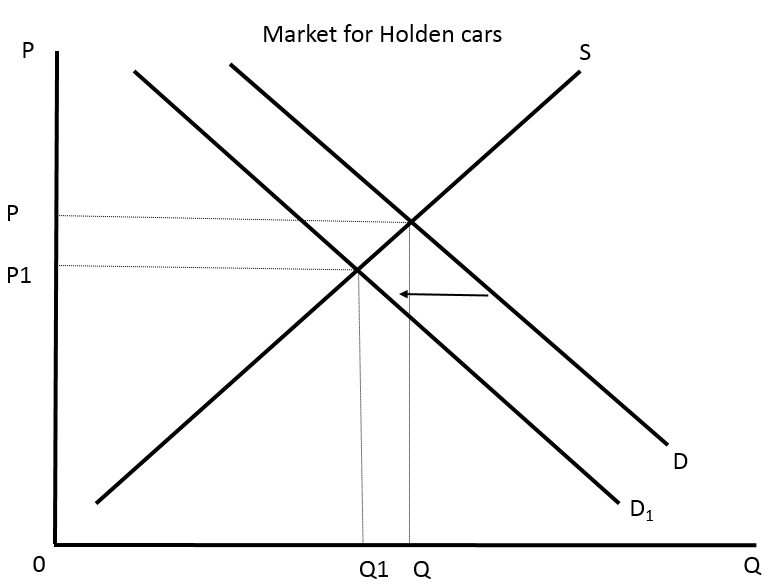 Market for Holden cars
P
S
P
P1
D
D₁
0
Q1
Q
Q